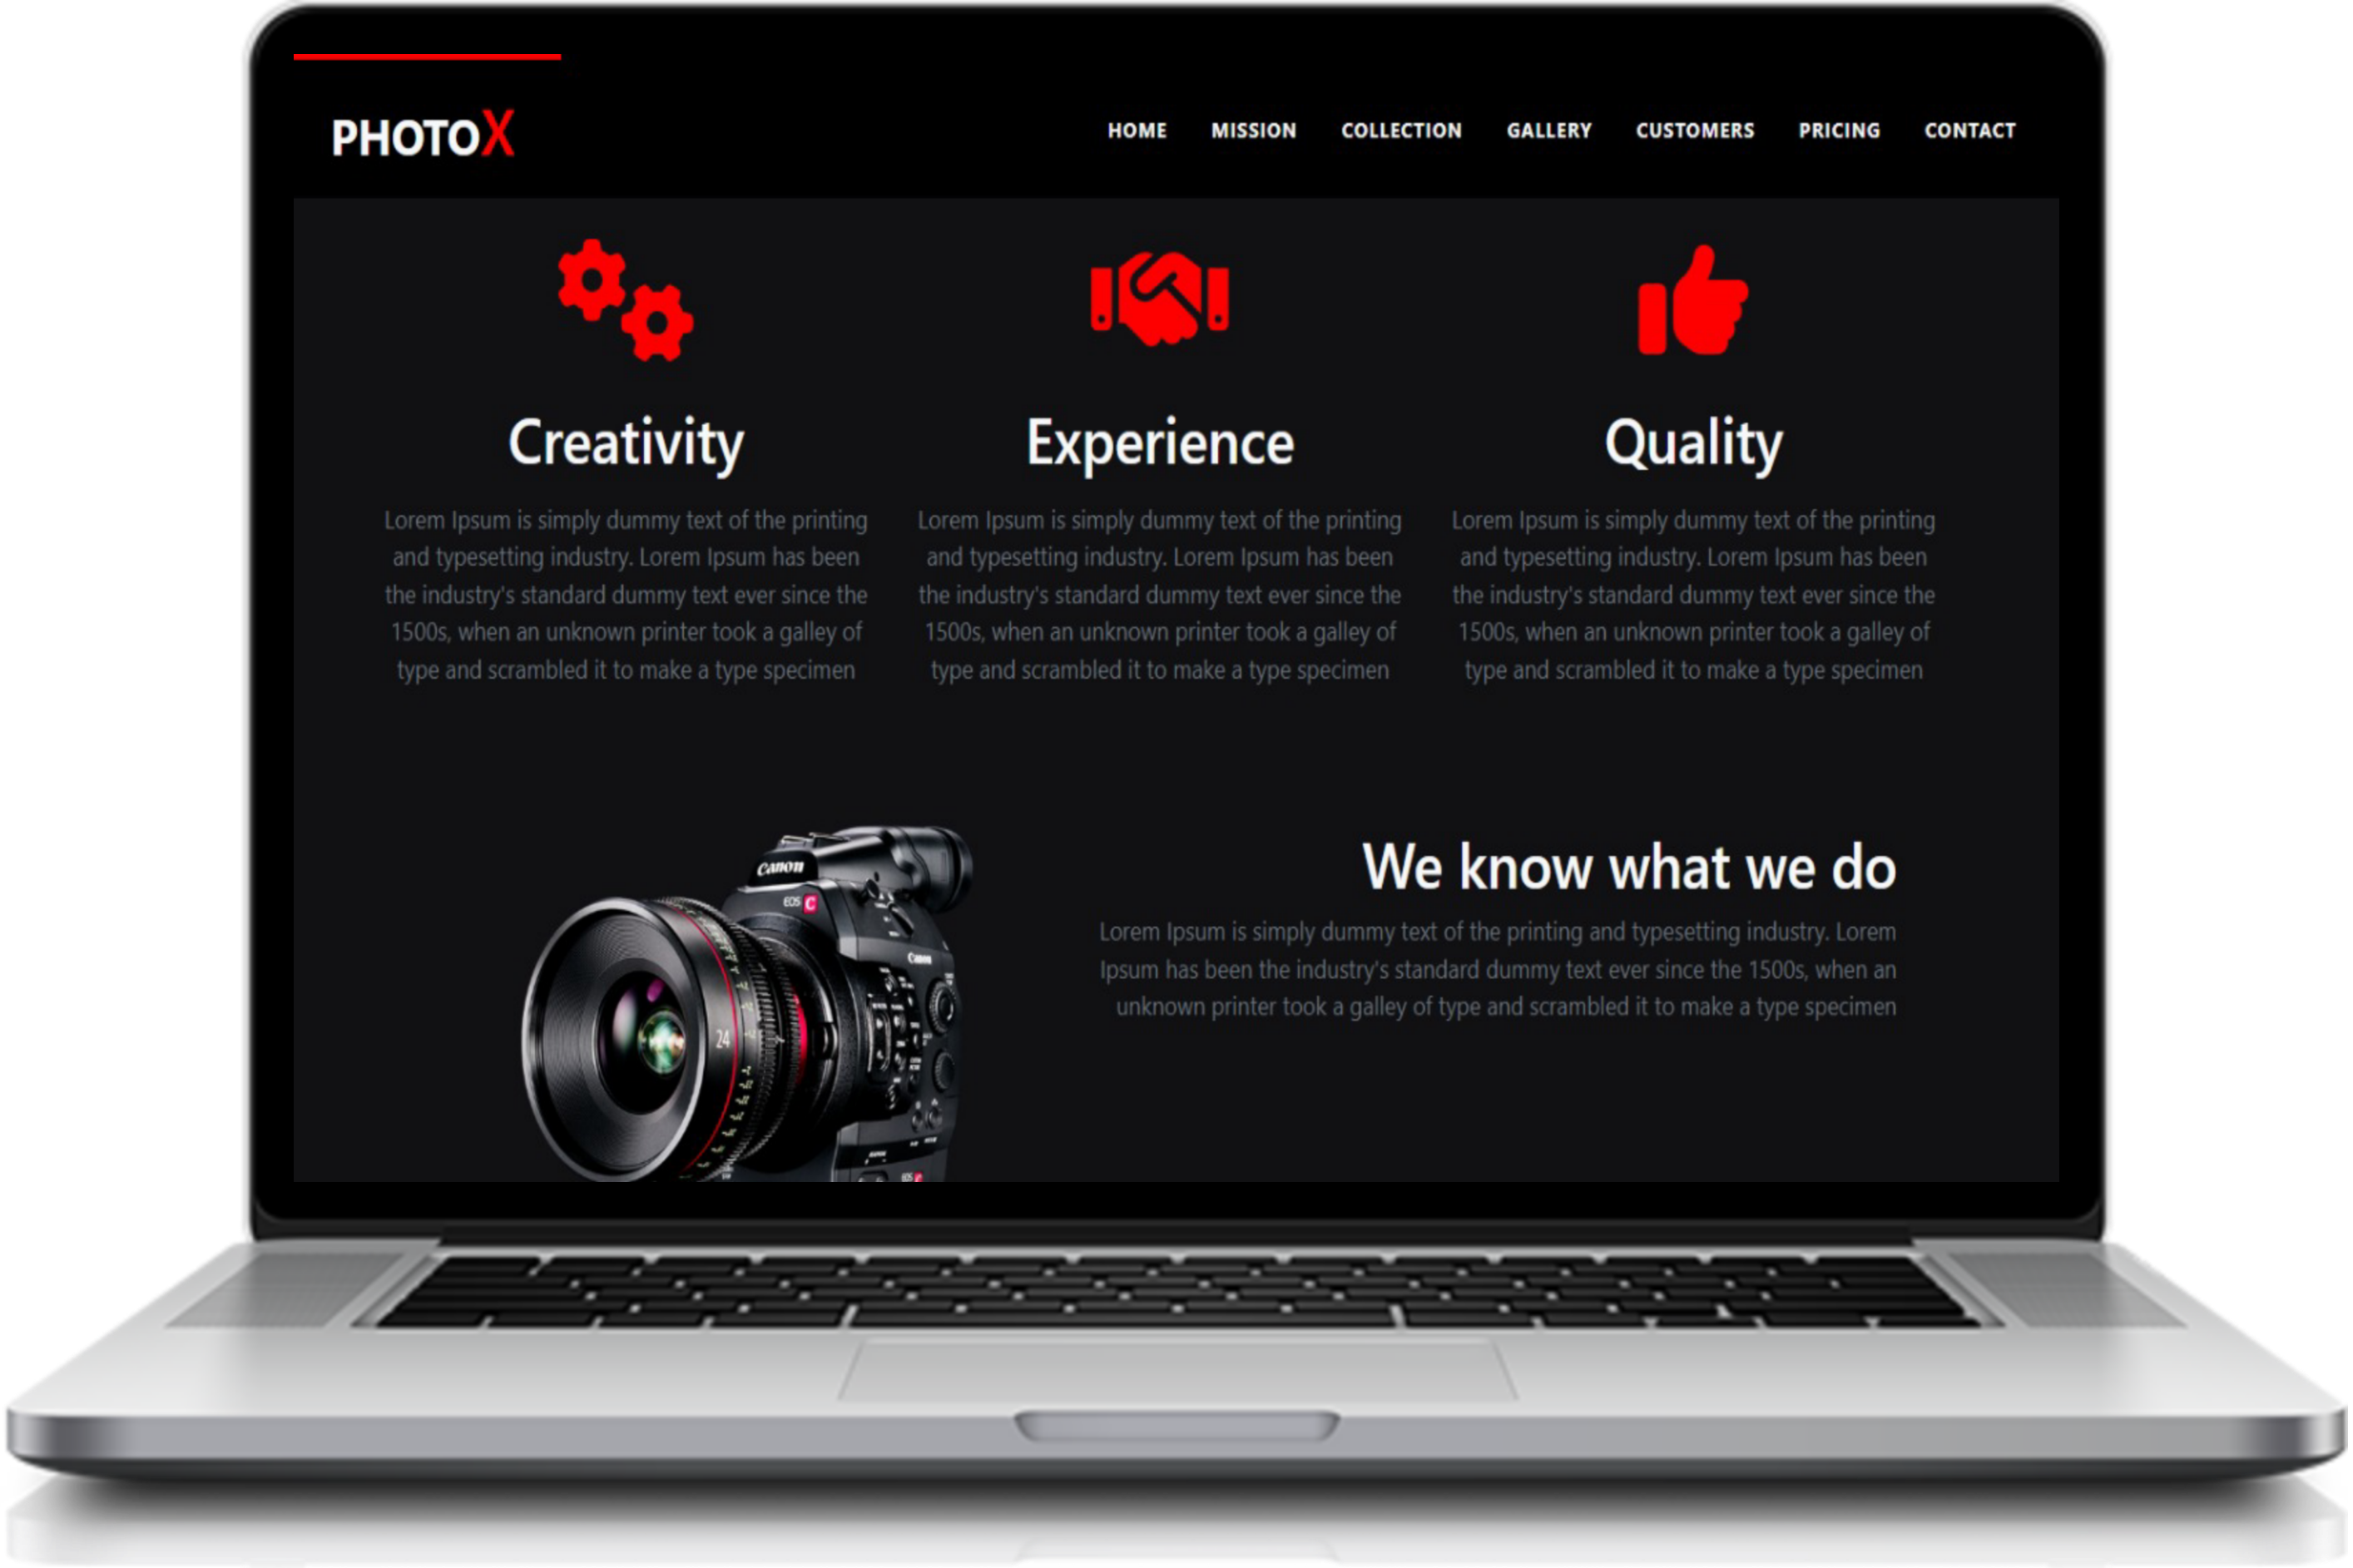 PHOTOX
HOME MISSION COLLECTION GALLERY CUSTOMERS PRICING CONTACT
Creativity
Lorem Ipsum is simply dummy text of the printing
and typesetting industry. Lorem Ipsum has been
the industry's standard dummy text ever since the
1500s, when an unknown printer took a galley of
type and scrambled it to make a type specimen
Experience
Lorem Ipsum is simply dummy text of the printing
and typesetting industry. Lorem Ipsum has been
the industry's standard dummy text ever since the
1500s, when an unknown printer took a galley of
type and scrambled it to make a type specimen
Quality
Lorem Ipsum is simply dummy text of the printing
and typesetting industry. Lorem Ipsum has been
the industry's standard dummy text ever since the
1500s, when an unknown printer took a galley of
type and scrambled it to make a type specimen
Canon
EOS C
Canon
24
EOS C
We know what we do
Lorem Ipsum is simply dummy text of the printing and typesetting industry. Lorem
Ipsum has been the industry's standard dummy text ever since the 1500s, when an
unknown printer took a galley of type and scrambled it to make a type specimen